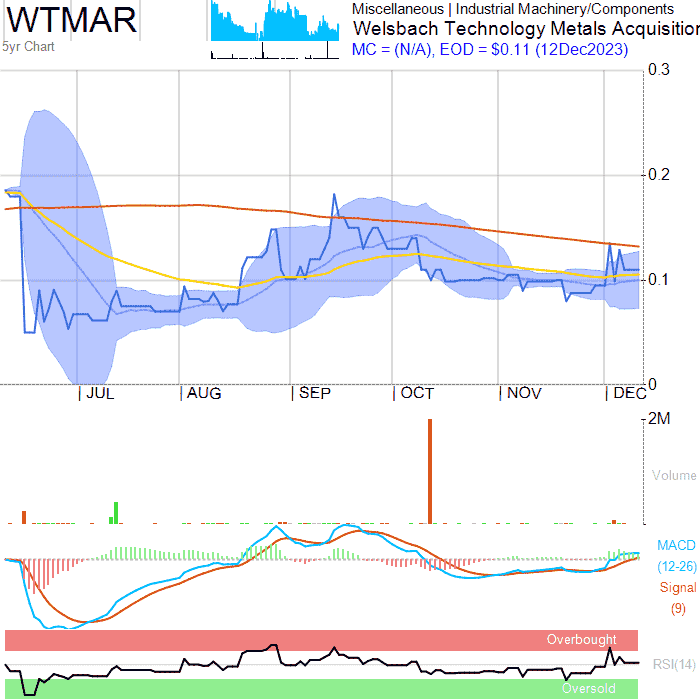 WTMAR
5yr Chart
Miscellaneous | Industrial Machinery/Components
Welsbach Technology Metals Acquisition
MC = (N/A), EOD = $0.11 (12Dec2023)
0.3
0.2
0.1
0
JUL AUG SEP OCT NOV DEC
2M
Volume
MACD
(12-26)
Signal
(9)
Overbought
RSI(14)
Oversold